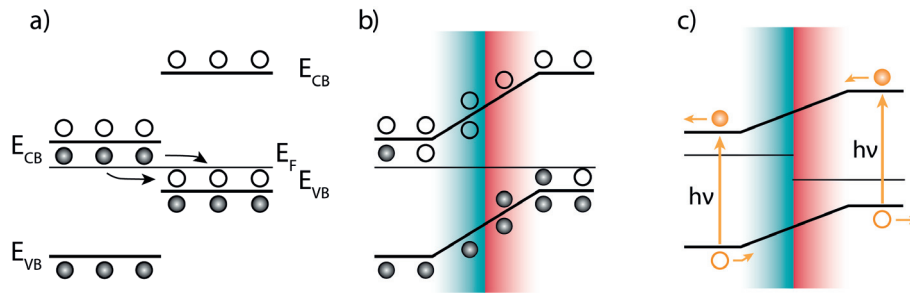 a)
b)
c)
E_CB
E_CB
E_F
E_VB
E_VB
hν
hν